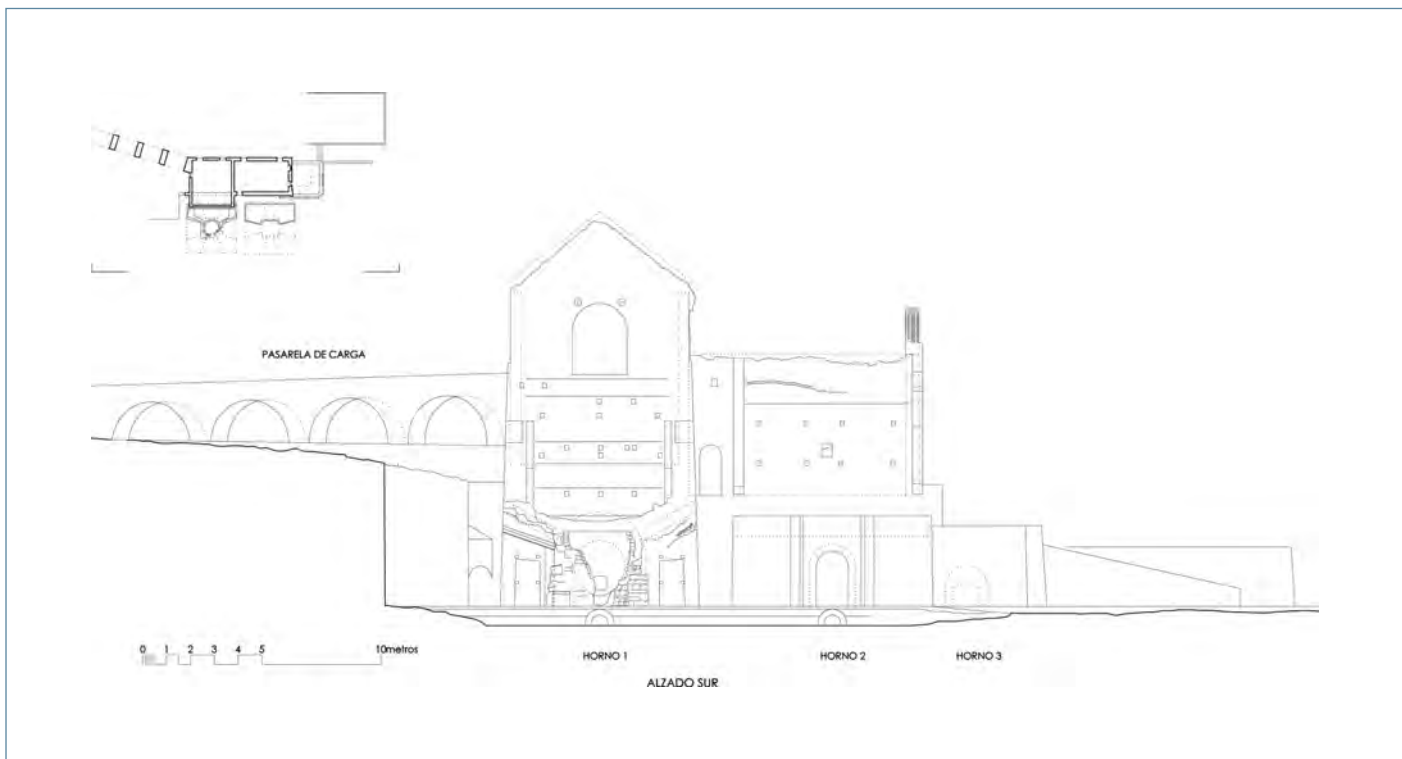 PASARELA DE CARGA
0 1 2 3 4 5 10metros
HORNO 1
HORNO 2
HORNO 3
ALZADO SUR